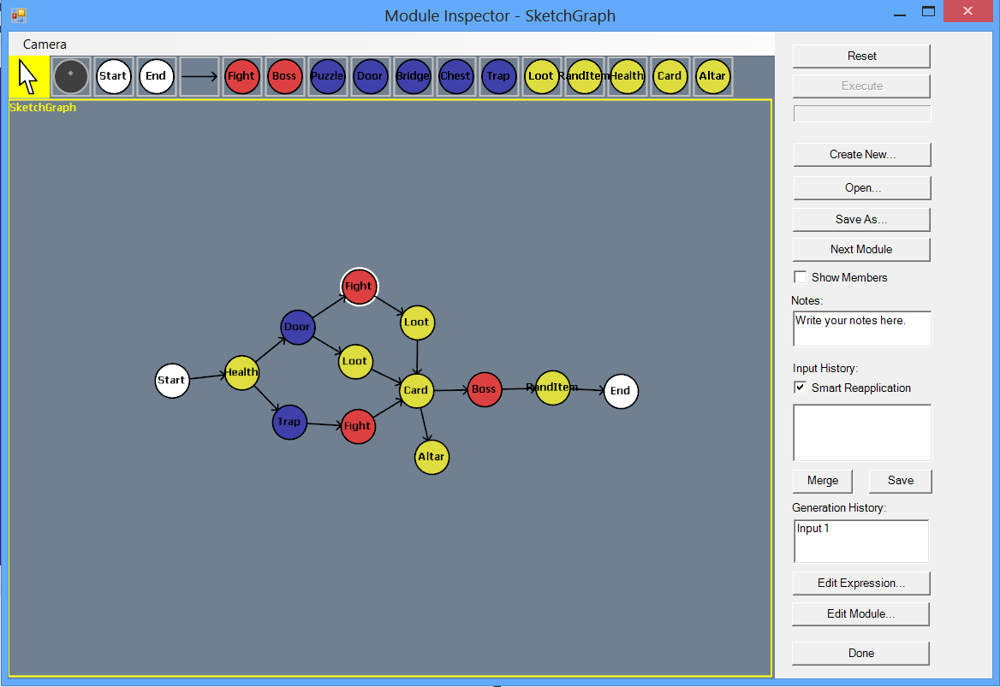 Module Inspector - SketchGraph
Camera
*
Start
End
Fight
Boss
Puzzle
Door
Bridge
Chest
Trap
Loot
RandItem
Health
Card
Altar
SketchGraph
Fight
Loot
Door
Loot
Start
Health
Card
Boss
RandItem
End
Trap
Fight
Altar
Reset
Execute
Create New...
Open...
Save As...
Next Module
Show Members
Notes:
Write your notes here.
Input History:
Smart Reapplication
Merge
Save
Generation History:
Input 1
Edit Expression...
Edit Module...
Done